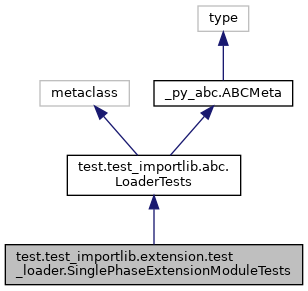 type
metaclass
_py_abc.ABCMeta
test.test_importlib.abc.
LoaderTests
test.test_importlib.extension.test
_loader.SinglePhaseExtensionModuleTests